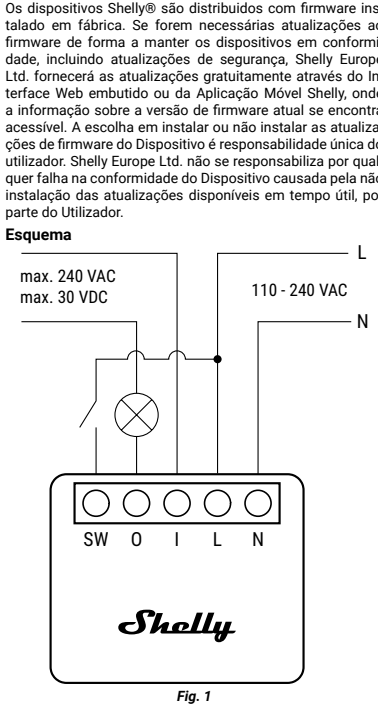 Os dispositivos Shelly® são distribuidos com firmware ins
talado em fábrica. Se forem necessárias atualizações ao
firmware de forma a manter os dispositivos em conformi
dade, incluindo atualizações de segurança, Shelly Europe
Ltd. fornecerá as atualizações gratuitamente através do In
terface Web embutido ou da Aplicação Móvel Shelly, onde
a informação sobre a versão de firmware atual se encontra
acessível. A escolha em instalar ou não instalar as atualiza
ções de firmware do Dispositivo é responsabilidade única do
utilizador. Shelly Europe Ltd. não se responsabiliza por qual
quer falha na conformidade do Dispositivo causada pela não
instalação das atualizações disponíveis em tempo útil, po
parte do Utilizador.
Esquema
L
max. 240 VAC
max. 30 VDC
110 - 240 VAC
N
SW O I L N
Shelly
Fig. 1